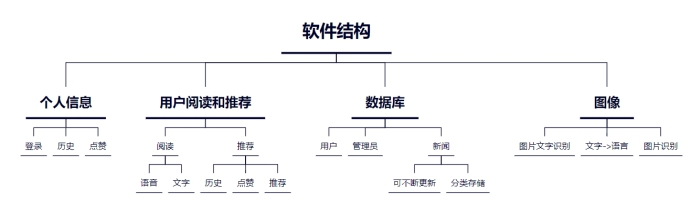 软件结构
个人信息 用户阅读和推荐 数据库 图像
登录 历史 点赞 阅读 推荐 用户 管理员 新闻 图片文字识别 文字->语言 图片识别
语音 文字 历史 点赞 推荐 可不断更新 分类存储